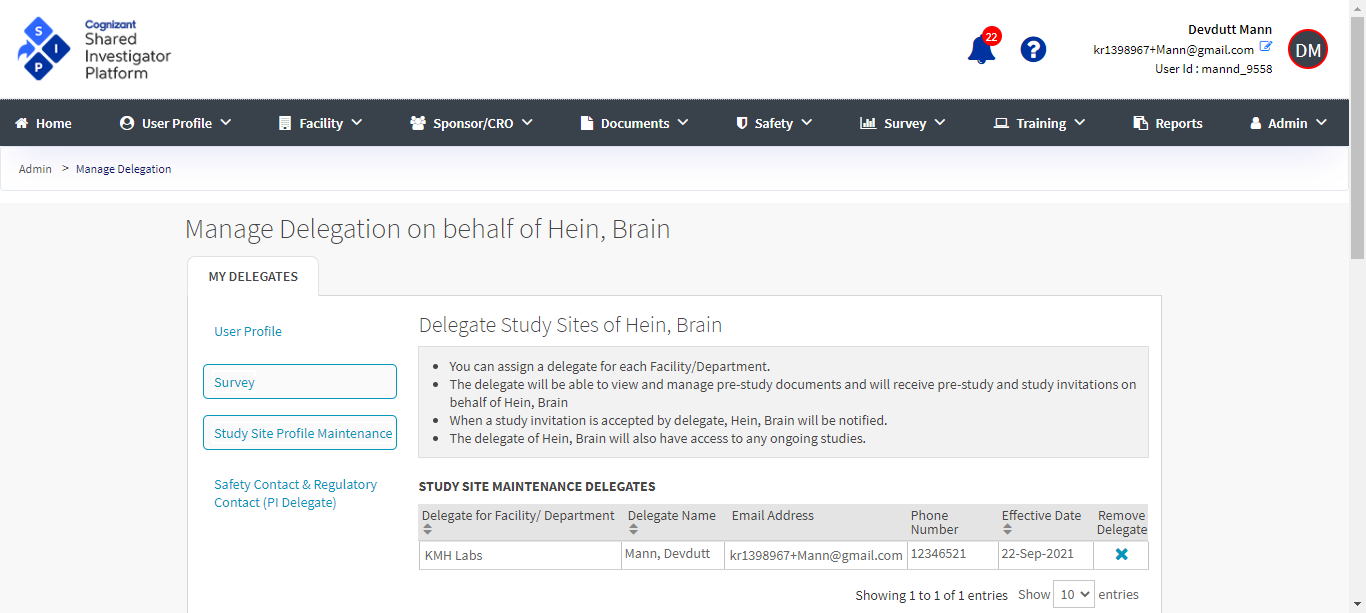 S
I
P
Cognizant
Shared
Investigator
Platform
22
?
Devdutt Mann
kr1398967+Mann@gmail.com
User Id : mannd_9558
DM
Home User Profile Facility Sponsor/CRO Documents Safety Survey Training Reports Admin
Admin > Manage Delegation
Manage Delegation on behalf of Hein, Brain
MY DELEGATES
User Profile
Survey
Study Site Profile Maintenance
Safety Contact & Regulatory
Contact (PI Delegate)
Delegate Study Sites of Hein, Brain
• You can assign a delegate for each Facility/Department.
• The delegate will be able to view and manage pre-study documents and will receive pre-study and study invitations on
behalf of Hein, Brain
• When a study invitation is accepted by delegate, Hein, Brain will be notified.
• The delegate of Hein, Brain will also have access to any ongoing studies.
STUDY SITE MAINTENANCE DELEGATES
Delegate for Facility/ Department Delegate Name Email Address Phone Effective Date Remove
Number Delegate
KMH Labs Mann, Devdutt kr1398967+Mann@gmail.com 12346521 22-Sep-2021
Showing 1 to 1 of 1 entries Show 10 entries